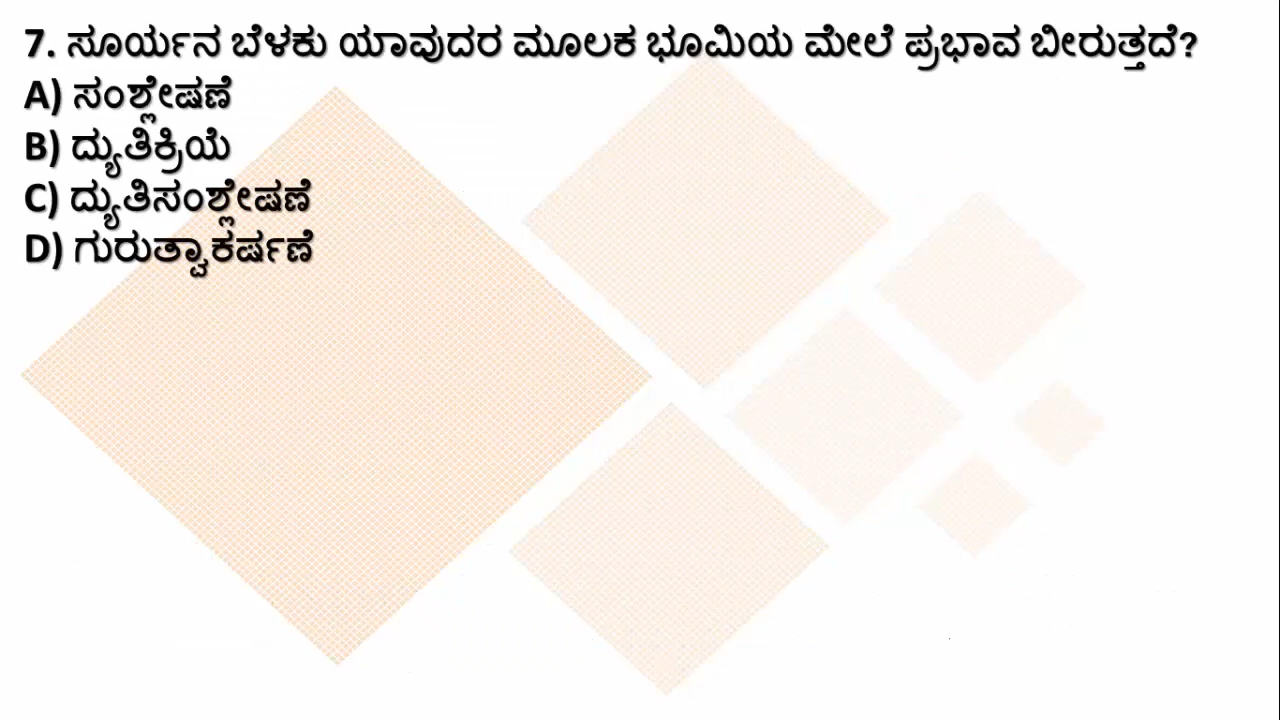 7. ಸೂರ್ಯನ ಬೆಳಕು ಯಾವುದರ ಮೂಲಕ ಭೂಮಿಯ ಮೇಲೆ ಪ್ರಭಾವ ಬೀರುತ್ತದೆ?
A) ಸಂಶ್ಲೇಷಣೆ
B) ದ್ಯುತಿಕ್ರಿಯೆ
C) ದ್ಯುತಿಸಂಶ್ಲೇಷಣೆ
D) ಗುರುತ್ವಾಕರ್ಷಣೆ